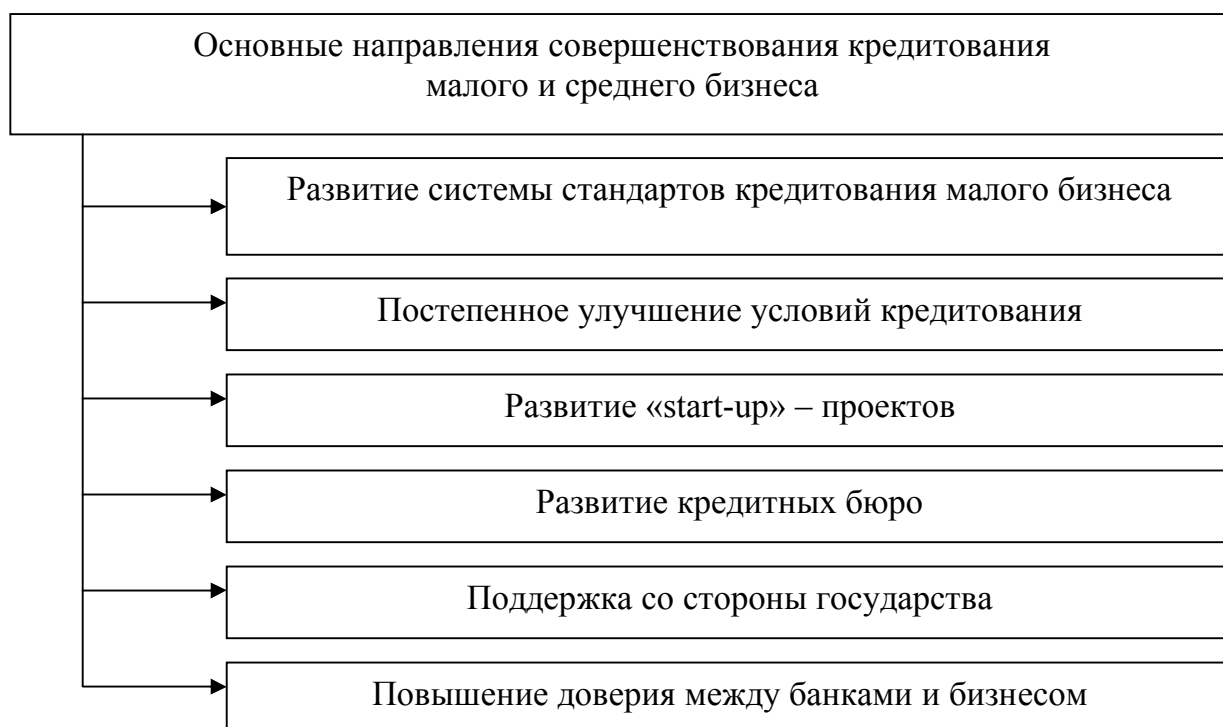 Основные направления совершенствования кредитования
малого и среднего бизнеса
Развитие системы стандартов кредитования малого бизнеса
Постепенное улучшение условий кредитования
Развитие «start-up» – проектов
Развитие кредитных бюро
Поддержка со стороны государства
Повышение доверия между банками и бизнесом